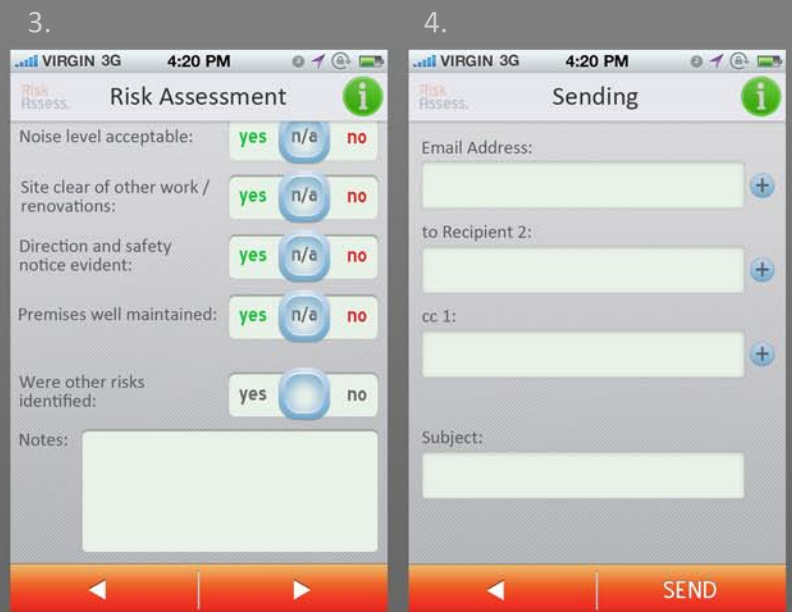 3.
VIRGIN 3G 4:20 PM
Risk
Assess.
Risk Assessment
i
Noise level acceptable:
yes n/a no
Site clear of other work /
renovations:
yes n/a no
Direction and safety
notice evident:
yes n/a no
Premises well maintained:
yes n/a no
Were other risks
identified:
yes no
Notes:
4.
VIRGIN 3G 4:20 PM
Risk
Assess.
Sending
i
Email Address:
+
to Recipient 2:
+
cc 1:
+
Subject:
SEND